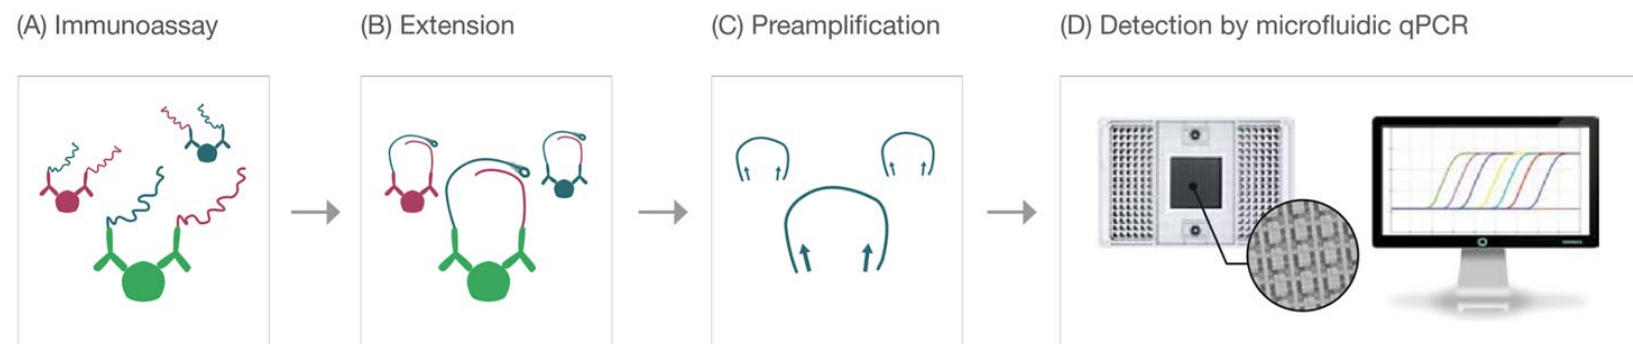 (A) Immunoassay
(B) Extension
(C) Preamplification
(D) Detection by microfluidic qPCR